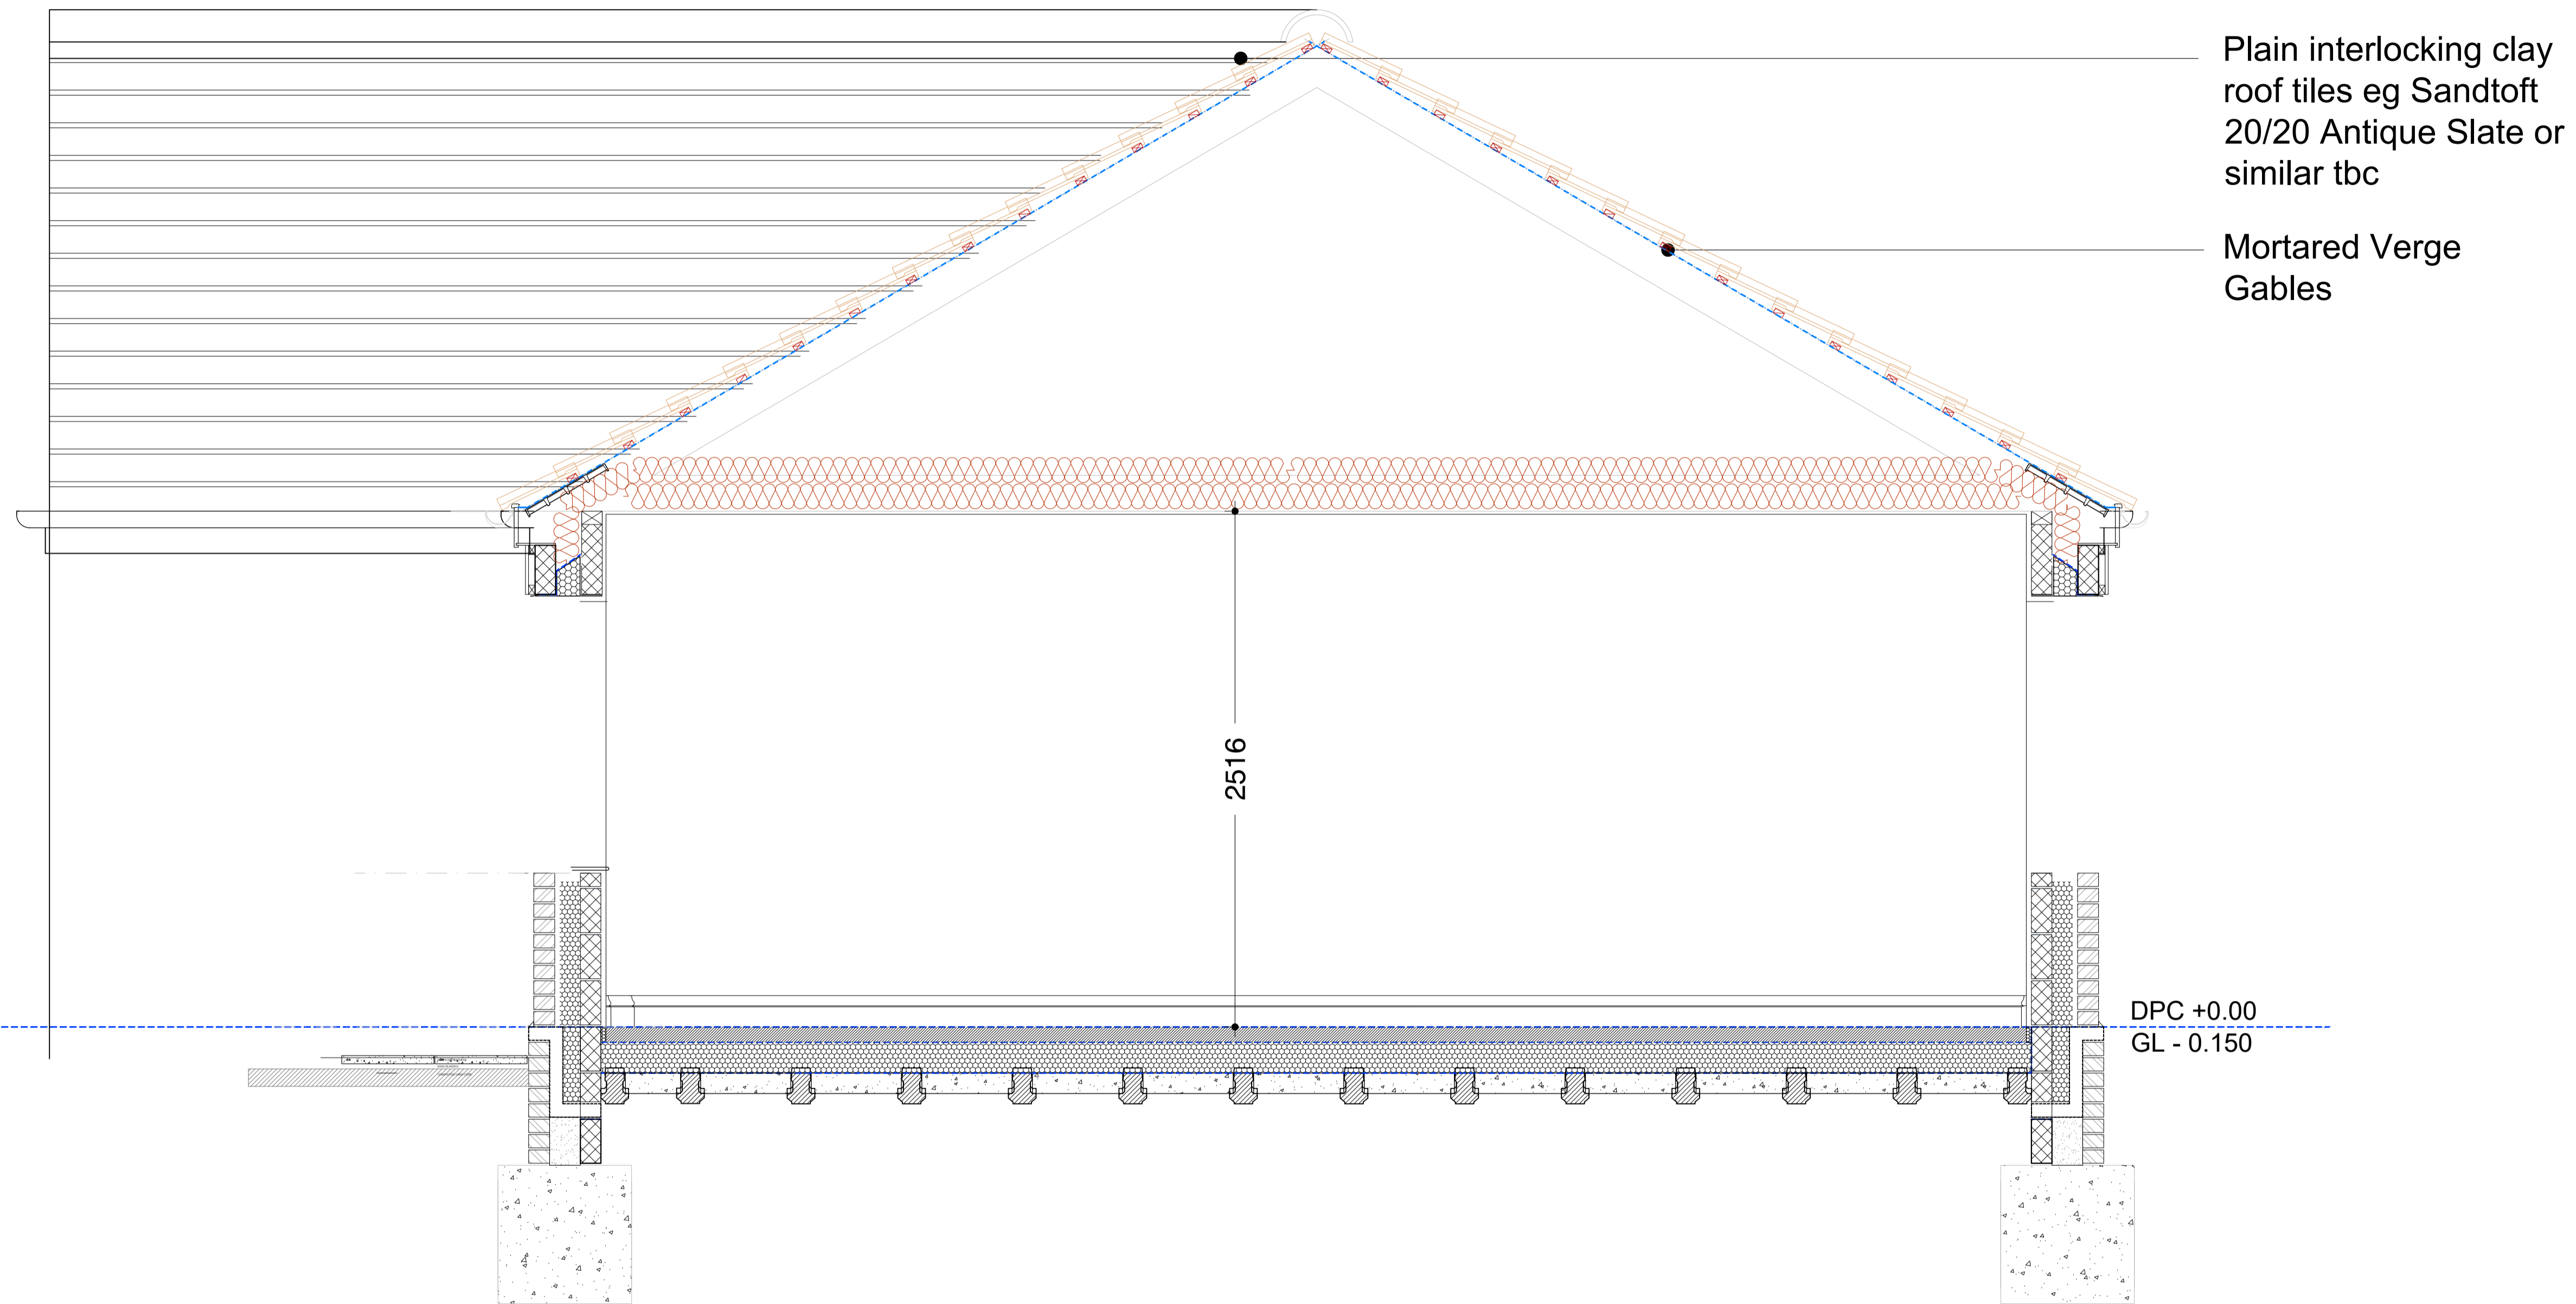 Plain interlocking clay
roof tiles eg Sandtoft
20/20 Antique Slate or
similar tbc
Mortared Verge
Gables
2516
DPC +0.00
GL - 0.150